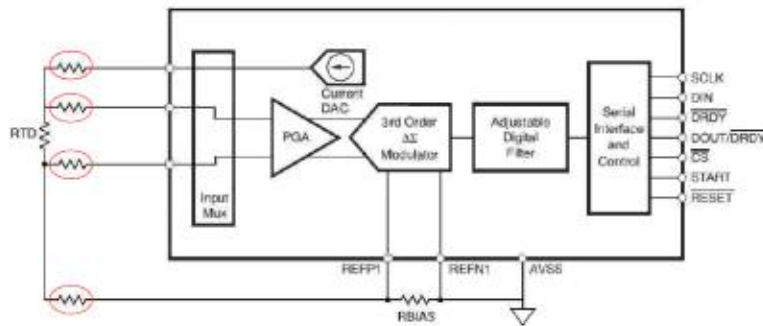 Current
DAC
RTD
PGA
3rd Order
ΔΣ
Modulator
Adjustable
Digital
Filter
Serial
Interface
and
Control
Input
Mux
SCLK
DIN
DRDY
DOUT/DRDY
CS
START
RESET
REFP1
REFN1
AVSS
RBIAS